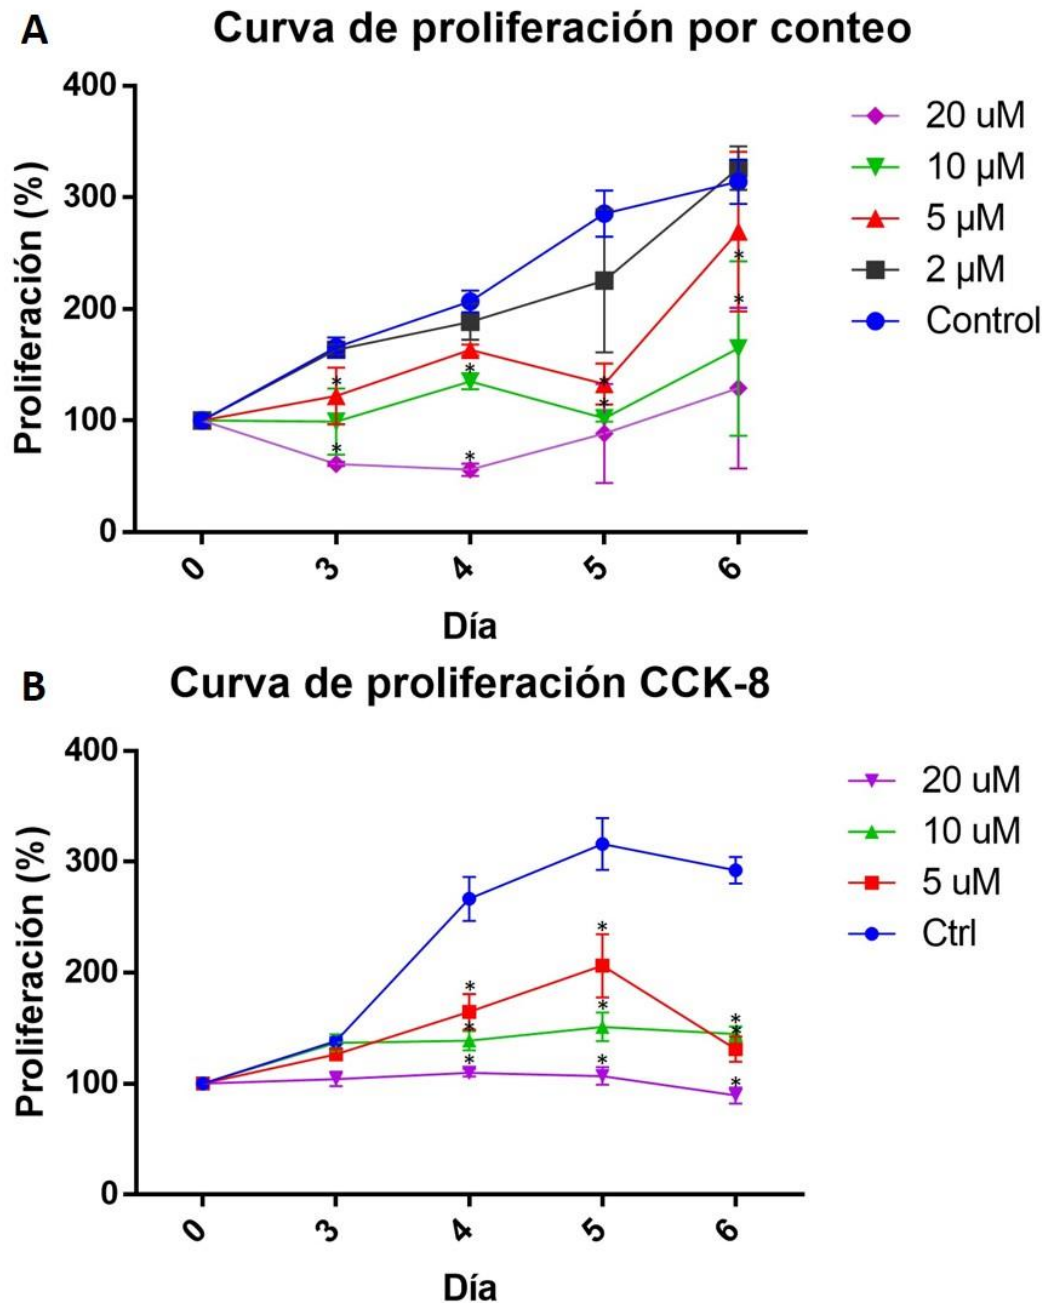 A
Curva de proliferación por conteo
400
300
200
100
0
Proliferación (%)
0
3
4
5
6
Día
20 uM
10 µM
5 µM
2 µM
Control
*
*
*
*
*
*
*
*
B
Curva de proliferación CCK-8
400
300
200
100
0
Proliferación (%)
0
3
4
5
6
Día
20 uM
10 uM
5 uM
Ctrl
*
*
*
*
*
*
*
*
*